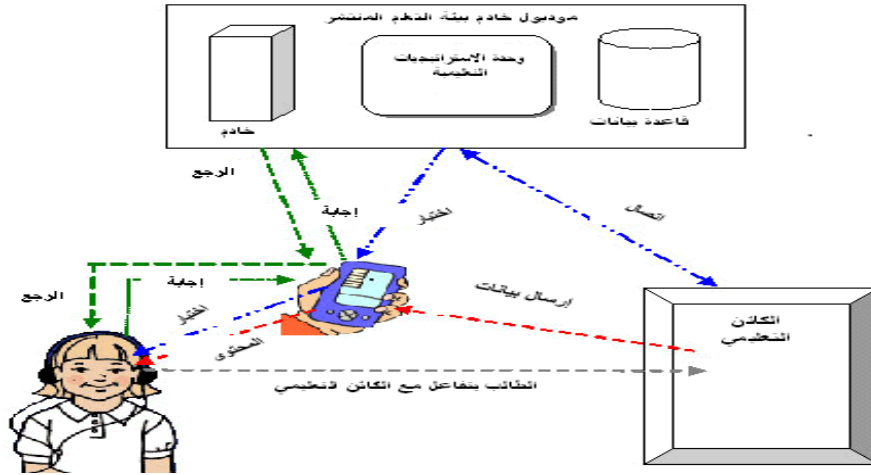 موديول خادم بيئة التعلم المنتشر
وحدة الاستراتيجيات
التعليمية
قاعدة بيانات
خادم
الرجع
إجابة
اختبار
اتصال
الرجع
إجابة
اختبار
المحتوى
إرسال بيانات
الكائن
التعليمي
الطالب يتفاعل مع الكائن التعليمي